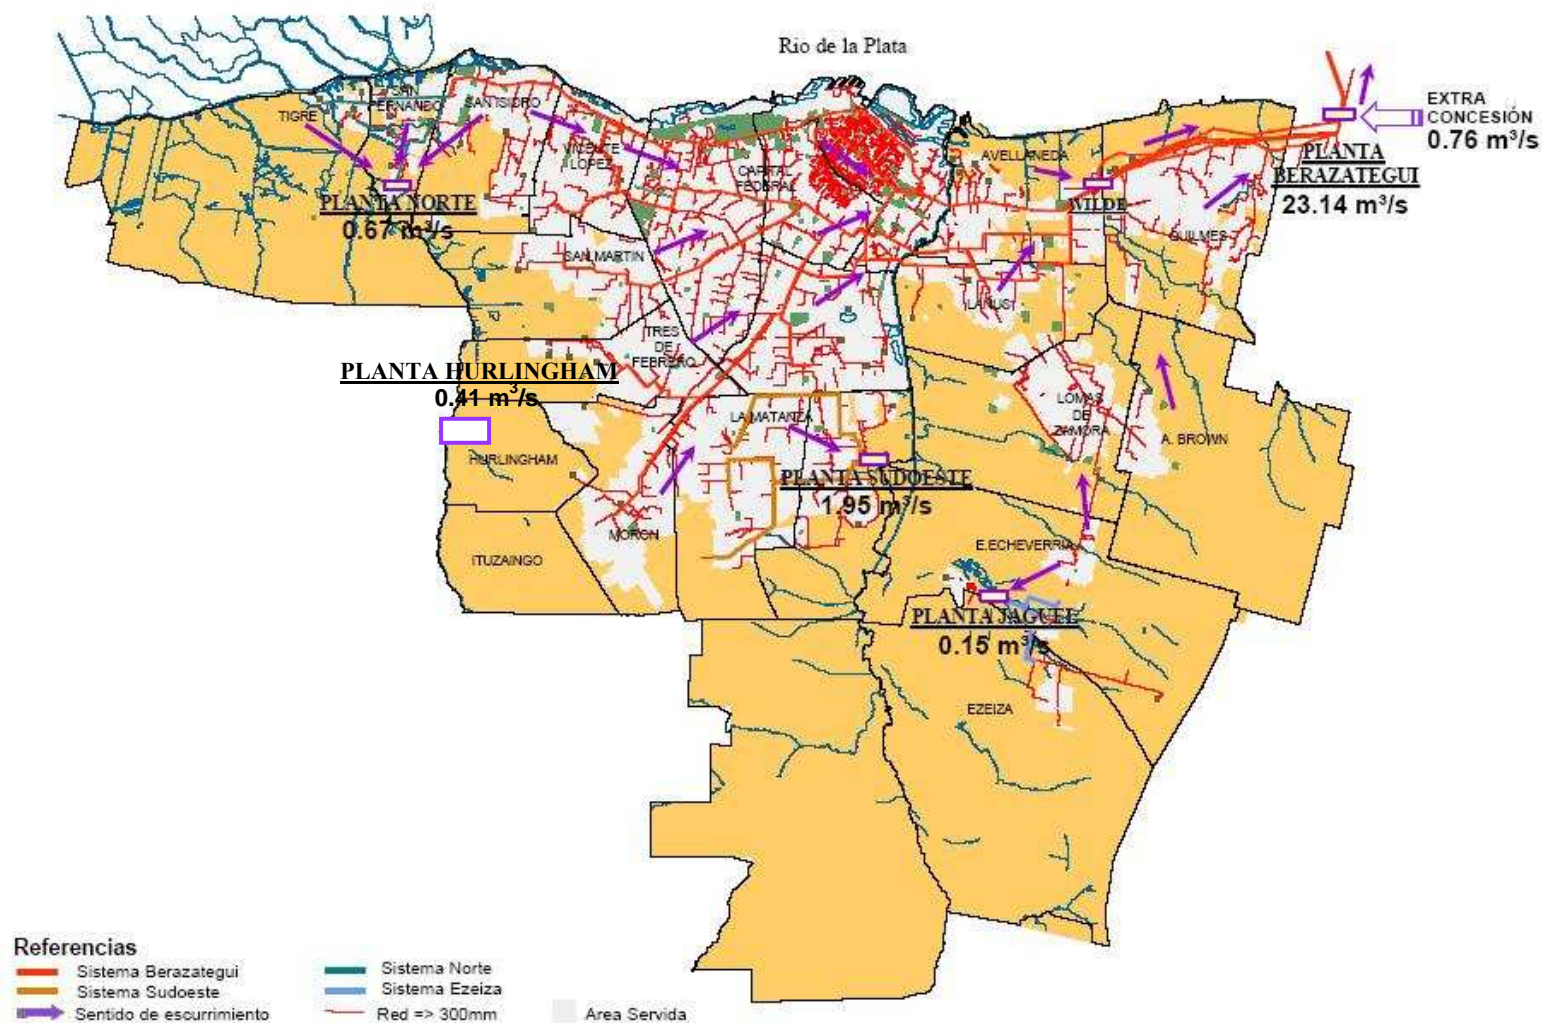 Rio de la Plata
SAN
FERNANDO
SAN ISIDRO
TIGRE
EXTRA
CONCESIÓN
0.76 m³/s
VICENTE
LOPEZ
CAPITAL
FEDERAL
AVELLANEDA
PLANTA
BERAZATEGUI
23.14 m³/s
PLANTA NORTE
0.67 m³/s
WILDE
QUILMES
SAN MARTIN
LANUS
TRES
DE
FEBRERO
PLANTA HURLINGHAM
0.41 m³/s
LA MATANZA
LOMAS
DE
ZAMORA
A. BROWN
HURLINGHAM
PLANTA SUDOESTE
1.95 m³/s
MORON
ITUZAINGO
E.ECHEVERRIA
PLANTA JAGUEL
0.15 m³/s
EZEIZA
Referencias
Sistema Berazategui
Sistema Sudoeste
Sentido de escurrimiento
Sistema Norte
Sistema Ezeiza
Red => 300mm
Area Servida